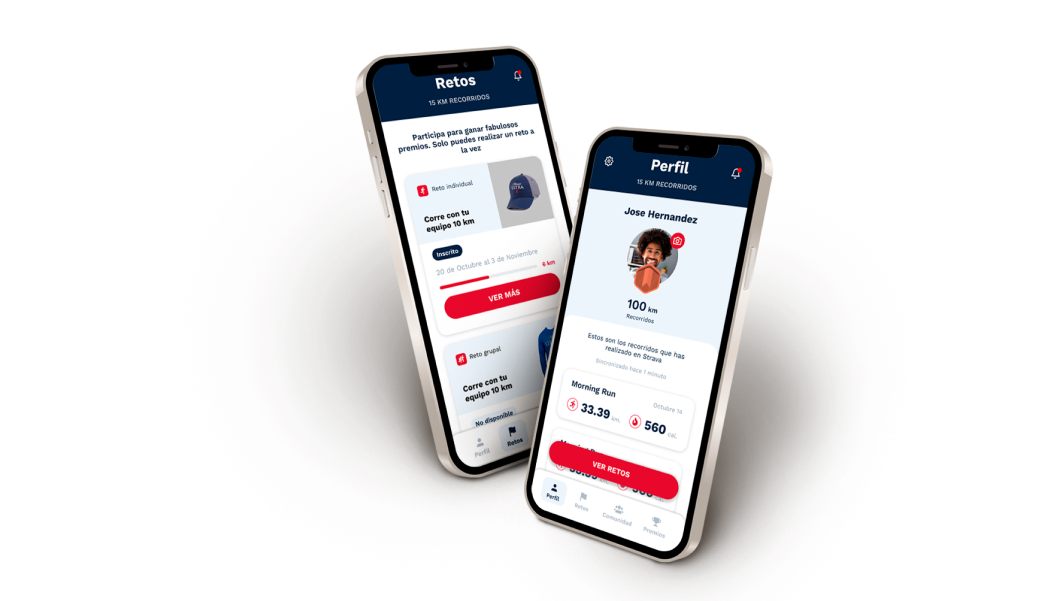 Retos
15 KM RECORRIDOS
Participa para ganar fabulosos
premios. Solo puedes realizar un reto a
la vez
Reto individual
Corre con tu
equipo 10 km
Inscrito
20 de Octubre al 3 de Noviembre
6 km
VER MÁS
Reto grupal
Corre con tu
equipo 10 km
No disponible
Perfil
Retos
Perfil
15 KM RECORRIDOS
Jose Hernandez
100 km
Recorridos
Estos son los recorridos que has
realizado en Strava
Sincronizado hace 1 minuto
Morning Run
Octubre 14
33.39 km.
560 cal.
VER RETOS
Perfil
Retos
Comunidad
Premios